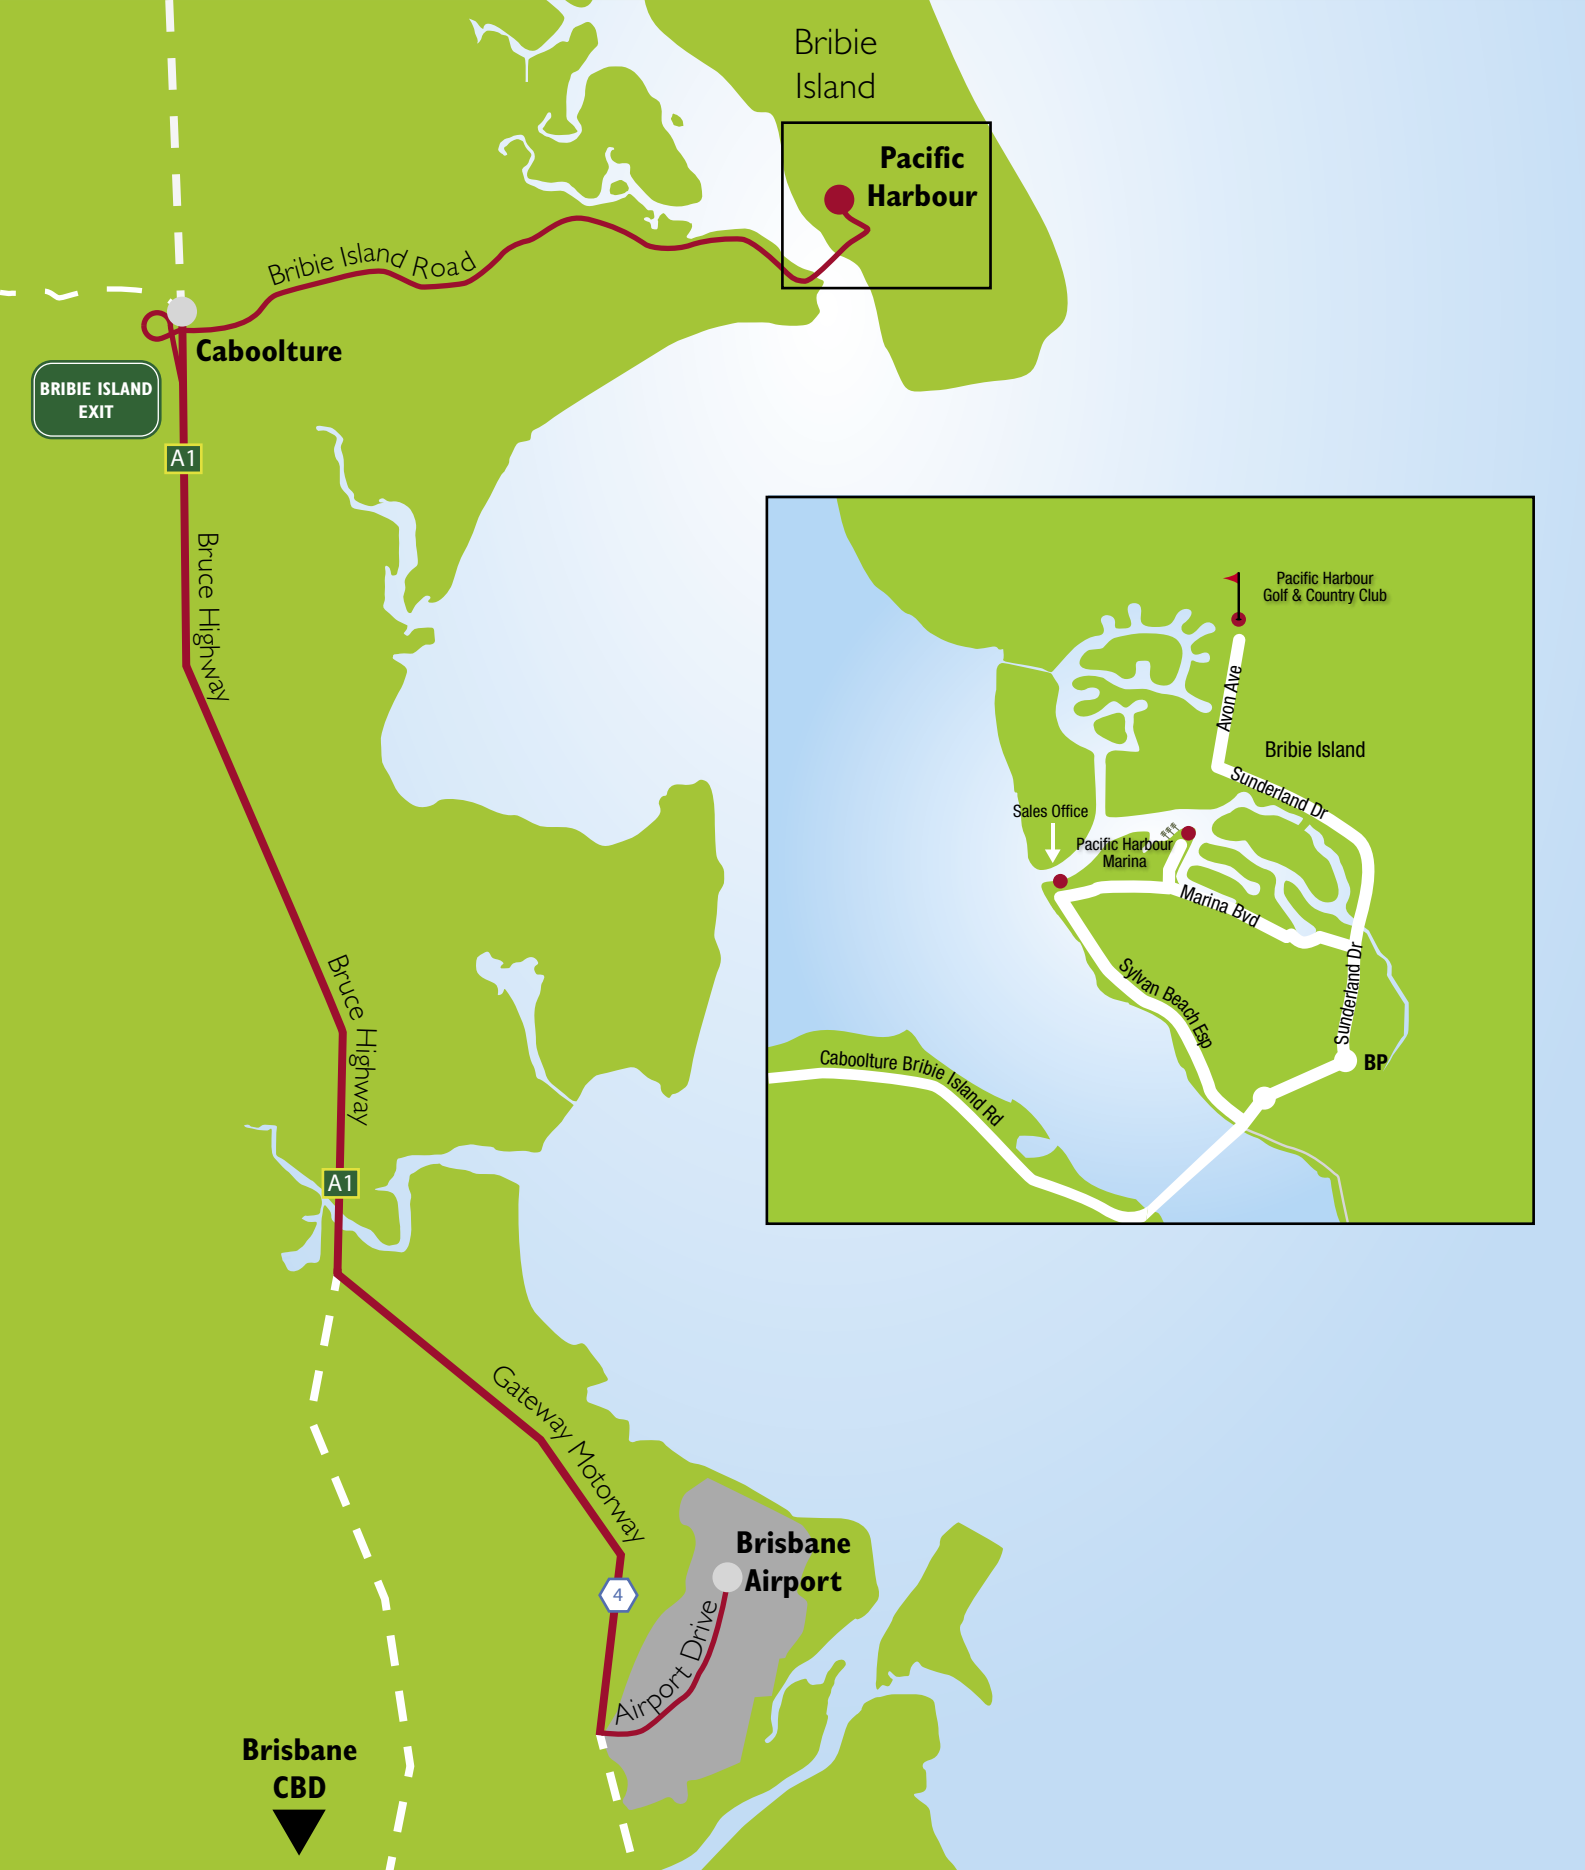 Bribie
Island
Pacific
Harbour
Bribie Island Road
Caboolture
BRIBIE ISLAND
EXIT
A1
Bruce Highway
Pacific Harbour
Golf & Country Club
Avon Ave
Bribie Island
Sunderland Dr
Sales Office
Pacific Harbour
Marina
Marina Bvd
Sunderland Dr
Sylvan Beach Esp
BP
Caboolture Bribie Island Rd
Bruce Highway
A1
Gateway Motorway
Brisbane
Airport
4
Airport Drive
Brisbane
CBD